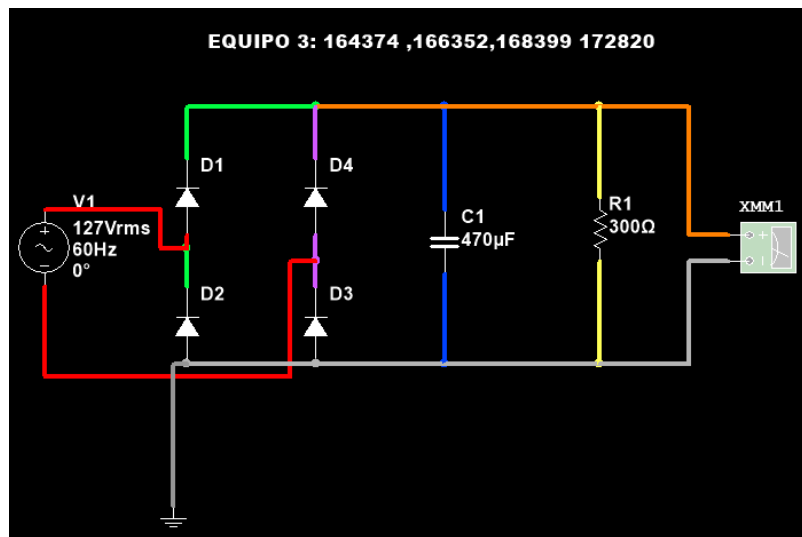 EQUIPO 3: 164374 ,166352,168399 172820
D1
D4
V1
127Vrms
60Hz
0°
C1
470µF
R1
300Ω
XMM1
D2
D3